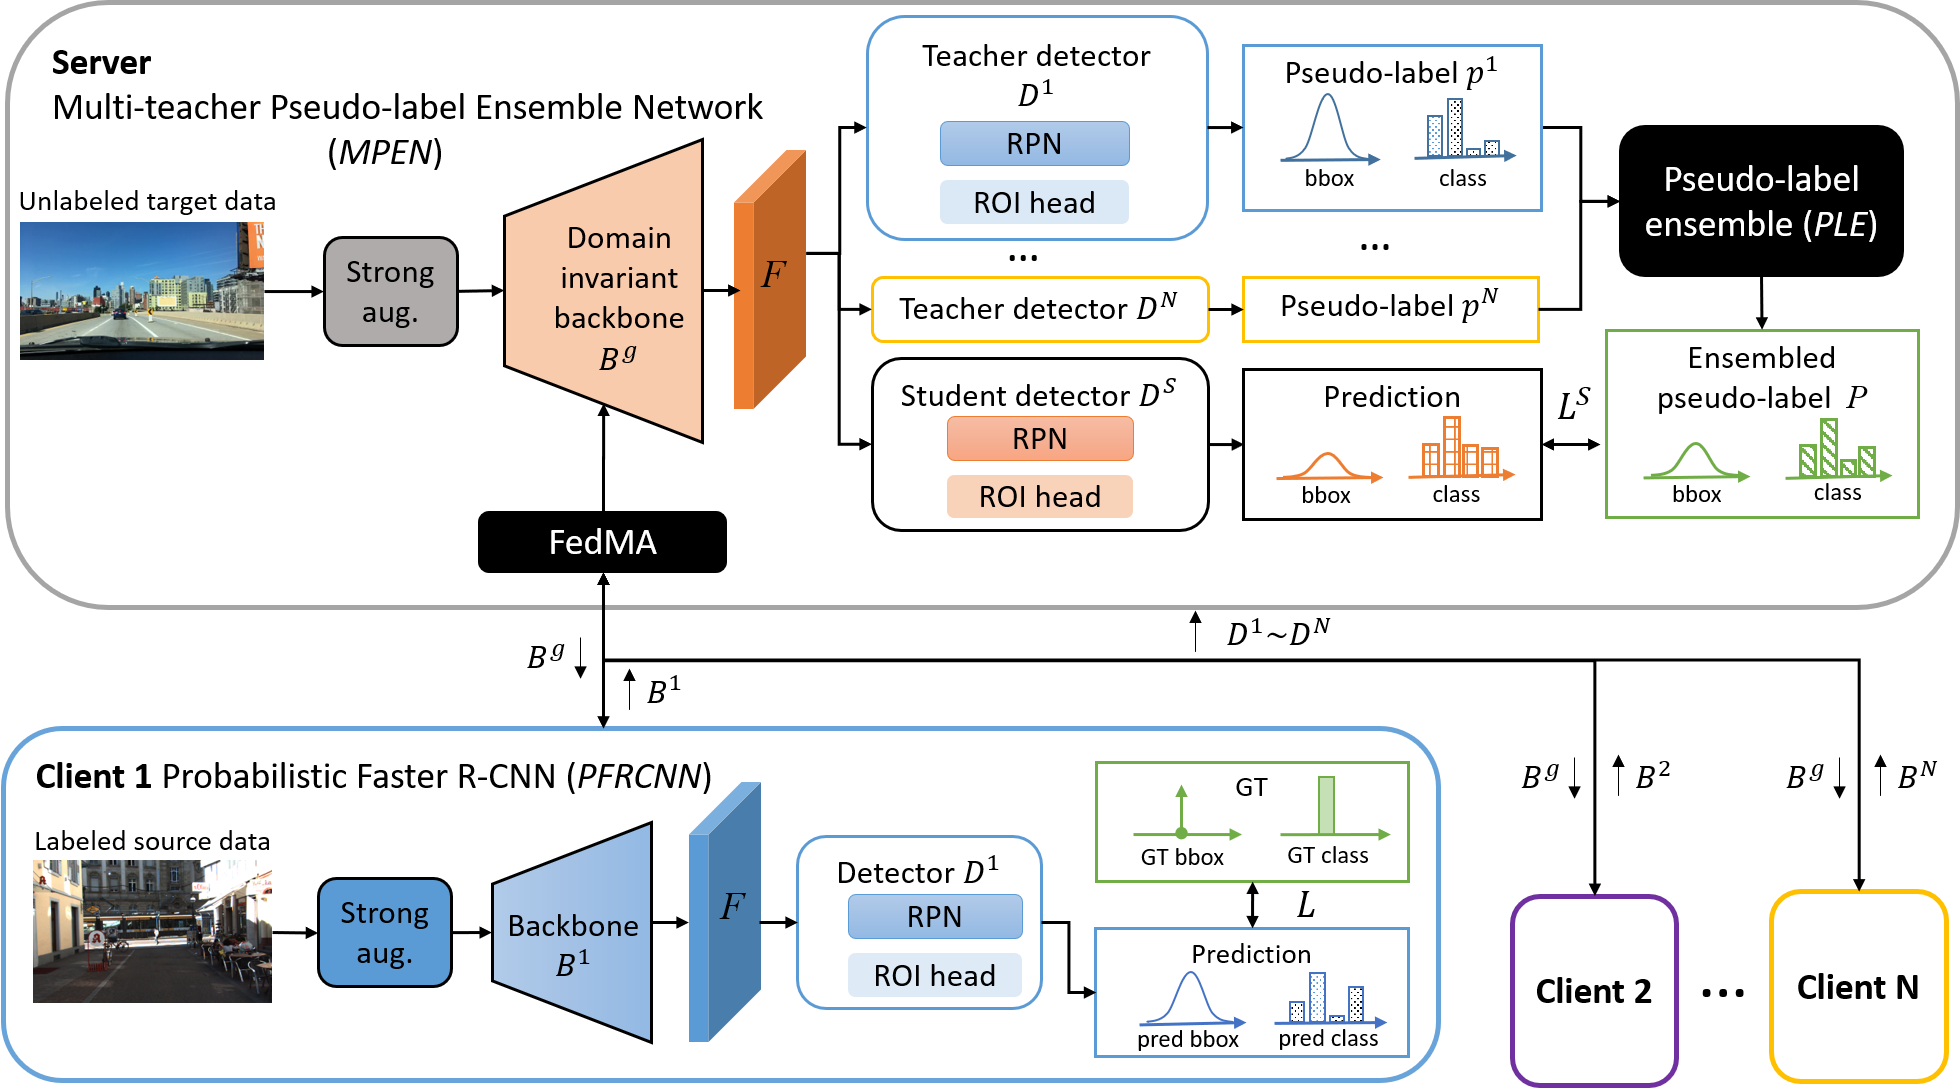 Server
Multi-teacher Pseudo-label Ensemble Network
(MPEN)
Unlabeled target data
Strong
aug.
Domain
invariant
backbone
B^g
F
Teacher detector
D^1
RPN
ROI head
...
Teacher detector D^N
Student detector D^S
RPN
ROI head
Pseudo-label p^1
bbox
class
...
Pseudo-label p^N
Prediction
bbox
class
L^S
Pseudo-label
ensemble (PLE)
Ensembled
pseudo-label P
bbox
class
FedMA
B^g
B^1
D^1~D^N
Client 1 Probabilistic Faster R-CNN (PFRCNN)
Labeled source data
Strong
aug.
Backbone
B^1
F
Detector D^1
RPN
ROI head
GT
GT bbox
GT class
L
Prediction
pred bbox
pred class
B^g
B^2
B^g
B^N
Client 2
...
Client N